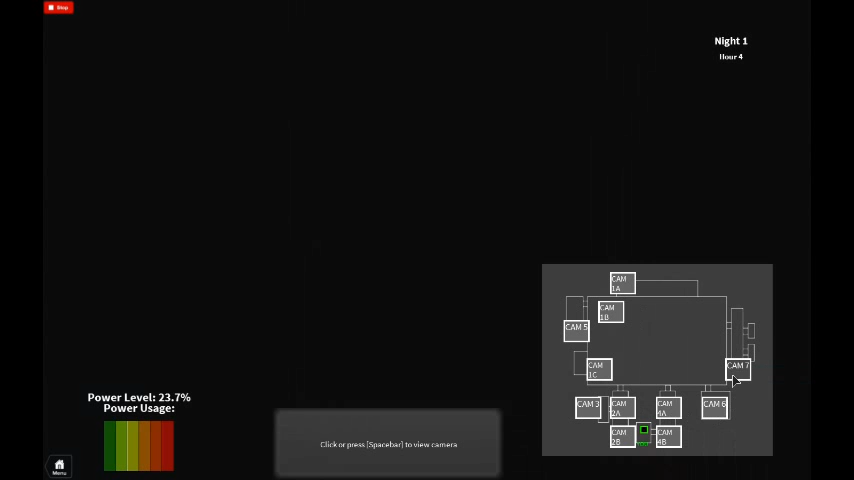 Stop
Night 1
Hour 4
CAM
1A
CAM
1B
CAM 5
CAM
1C
CAM 7
CAM 3
CAM
2A
CAM
4A
CAM 6
CAM
2B
CAM
4B
Power Level: 23.7%
Power Usage:
Click or press [Spacebar] to view camera
Menu